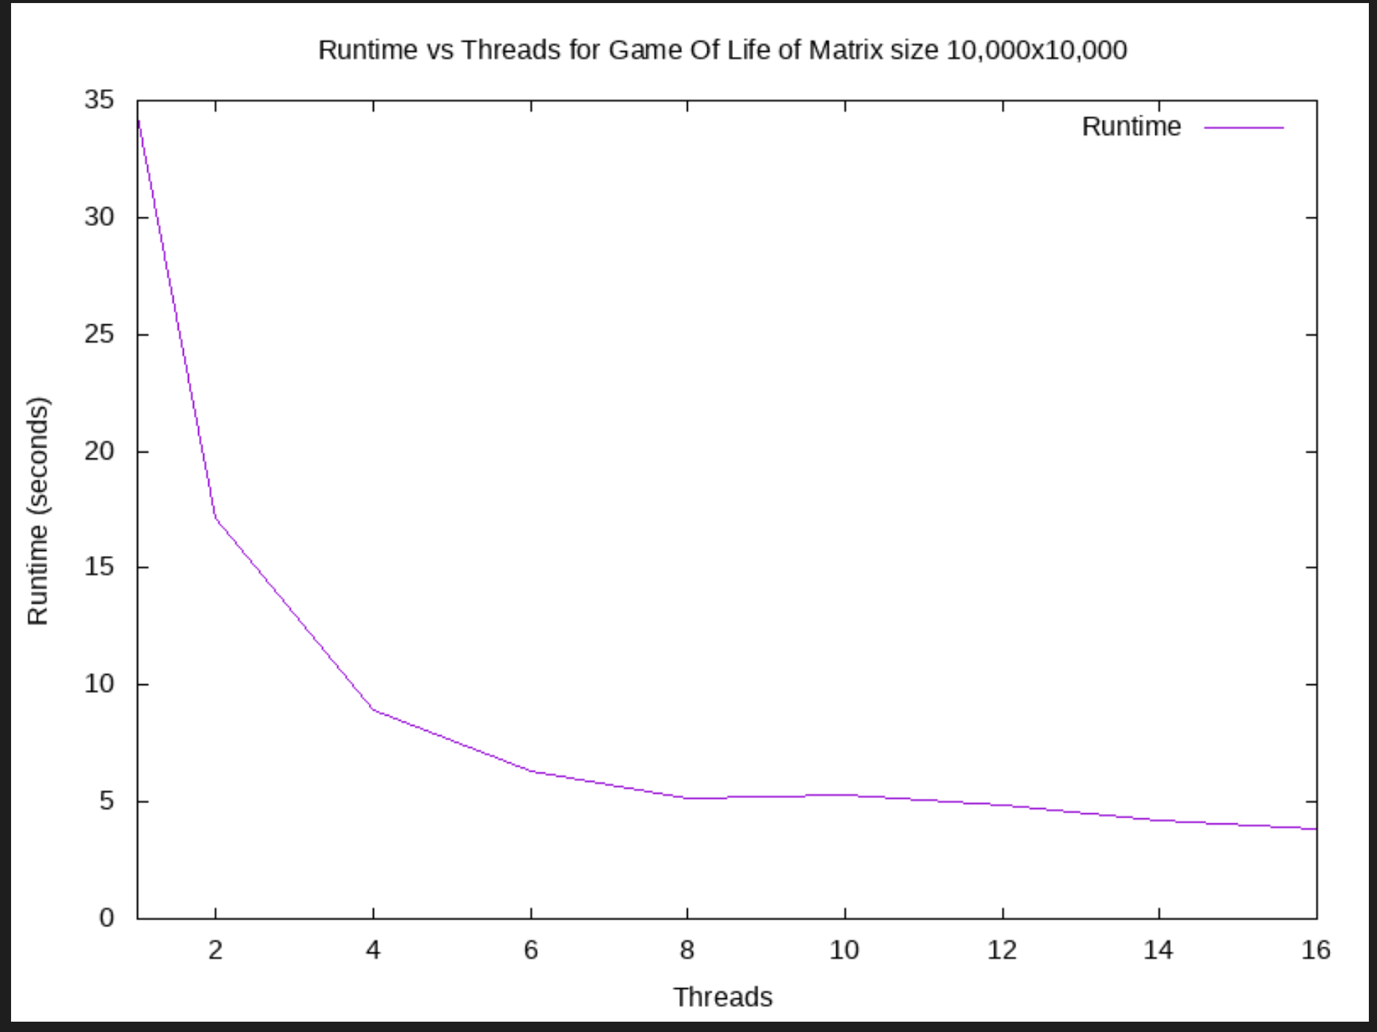 Runtime vs Threads for Game Of Life of Matrix size 10,000x10,000
35
Runtime
30
25
20
15
10
5
0
Runtime (seconds)
2 4 6 8 10 12 14 16
Threads